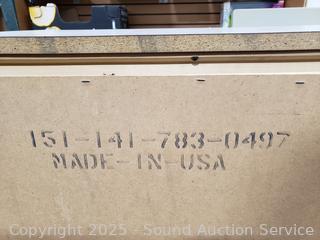 151-141-783-0497
MADE-IN-USA
Copyright 2025 - Sound Auction Service